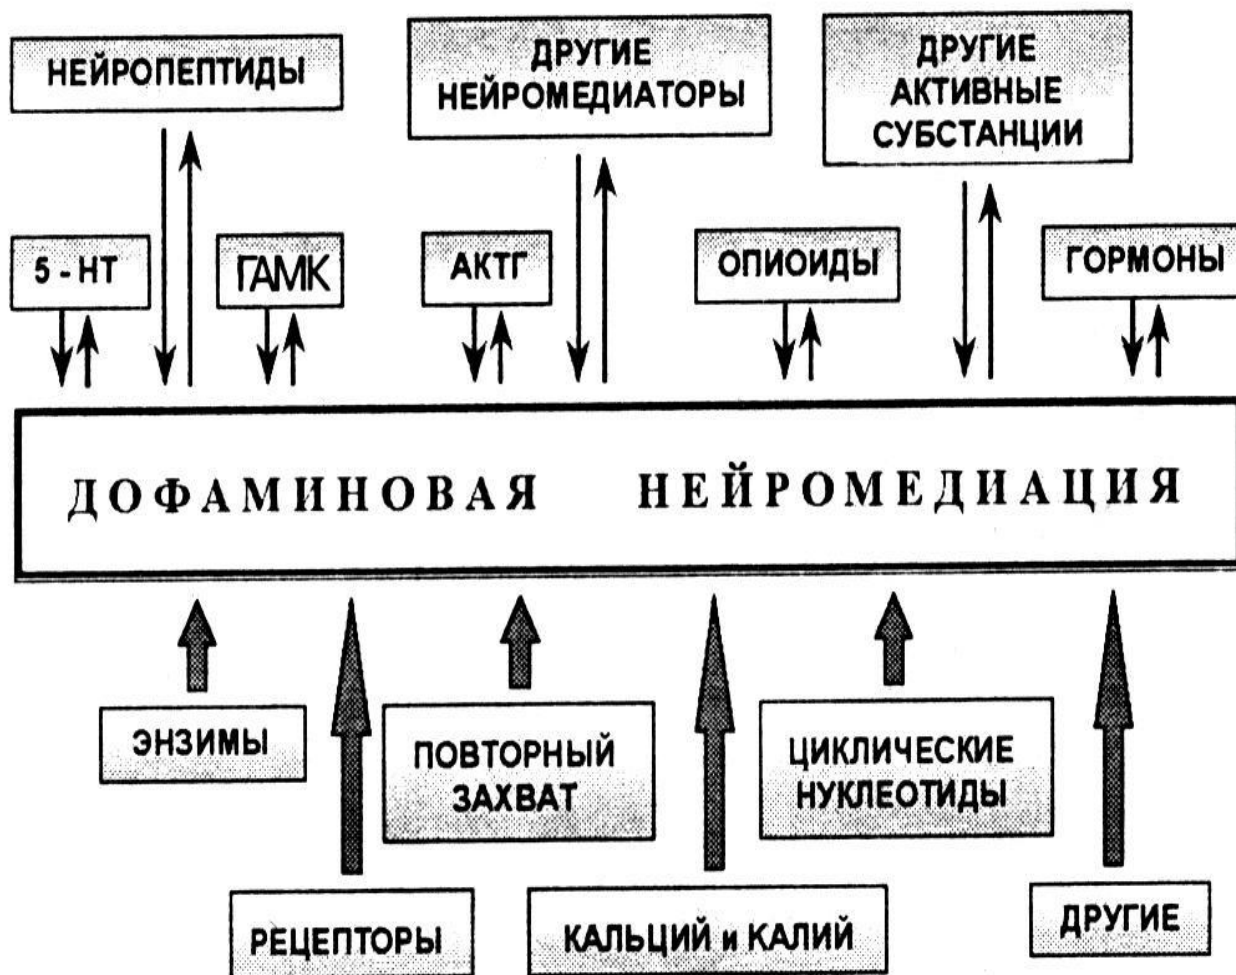 НЕЙРОПЕПТИДЫ
ДРУГИЕ
НЕЙРОМЕДИАТОРЫ
ДРУГИЕ
АКТИВНЫЕ
СУБСТАНЦИИ
5 - НТ
ГАМК
АКТГ
ОПИОИДЫ
ГОРМОНЫ
ДОФАМИНОВАЯ НЕЙРОМЕДИАЦИЯ
ЭНЗИМЫ
ПОВТОРНЫЙ
ЗАХВАТ
ЦИКЛИЧЕСКИЕ
НУКЛЕОТИДЫ
РЕЦЕПТОРЫ
КАЛЬЦИЙ и КАЛИЙ
ДРУГИЕ